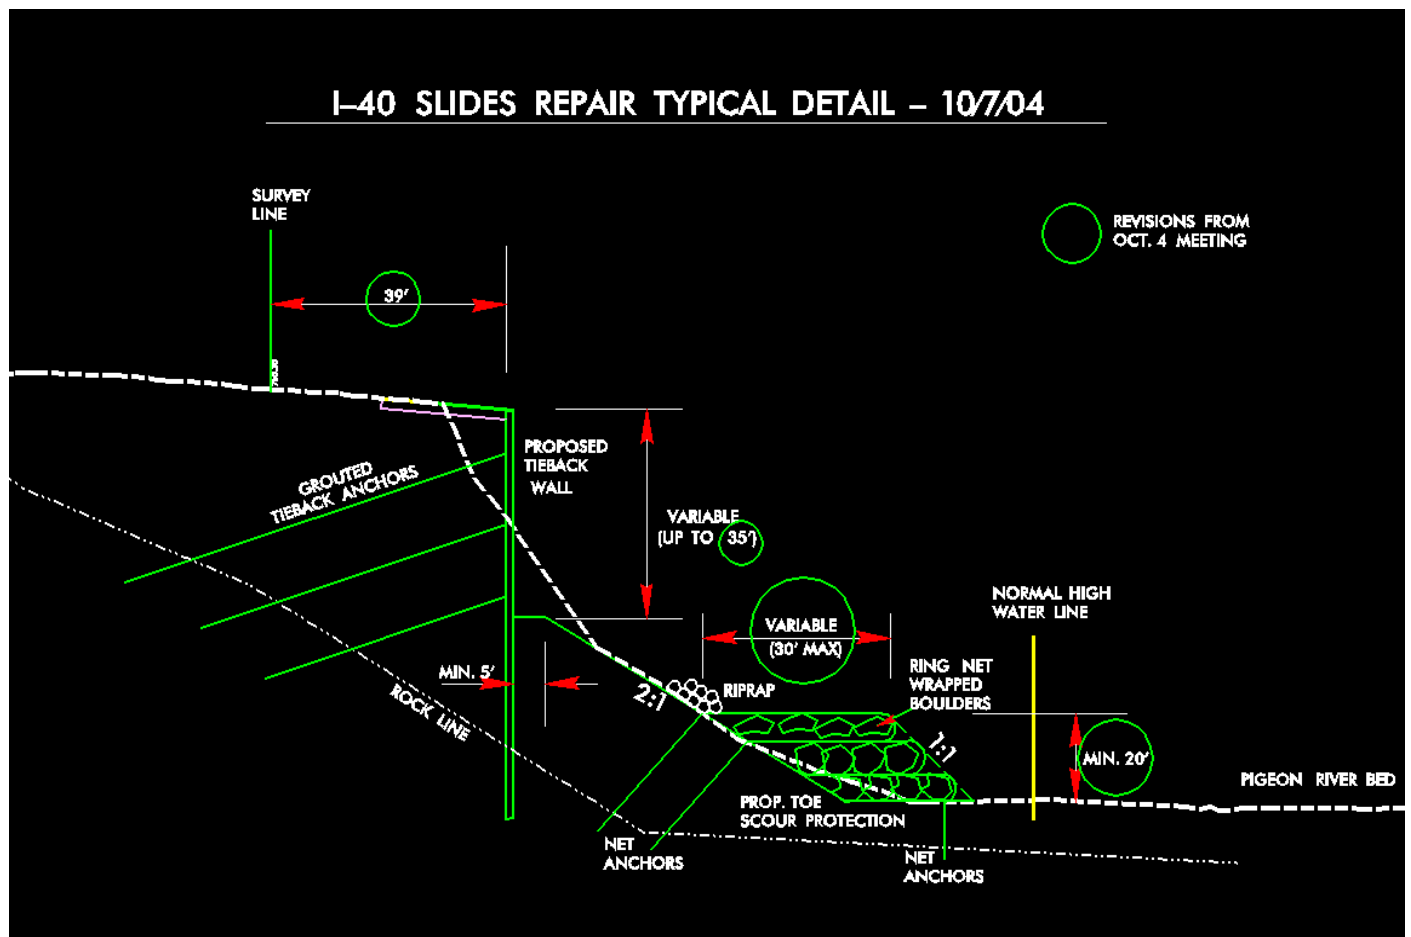 I-40 SLIDES REPAIR TYPICAL DETAIL - 10/7/04
SURVEY
LINE
REVISIONS FROM
OCT. 4 MEETING
39'
PROPOSED
TIEBACK
WALL
GROUTED
TIEBACK ANCHORS
VARIABLE
(UP TO 35')
NORMAL HIGH
WATER LINE
VARIABLE
(30' MAX)
MIN. 5'
RING NET
WRAPPED
BOULDERS
2:1
RIPRAP
ROCK LINE
1:1
MIN. 20'
PIGEON RIVER BED
PROP. TOE
SCOUR PROTECTION
NET
ANCHORS
NET
ANCHORS